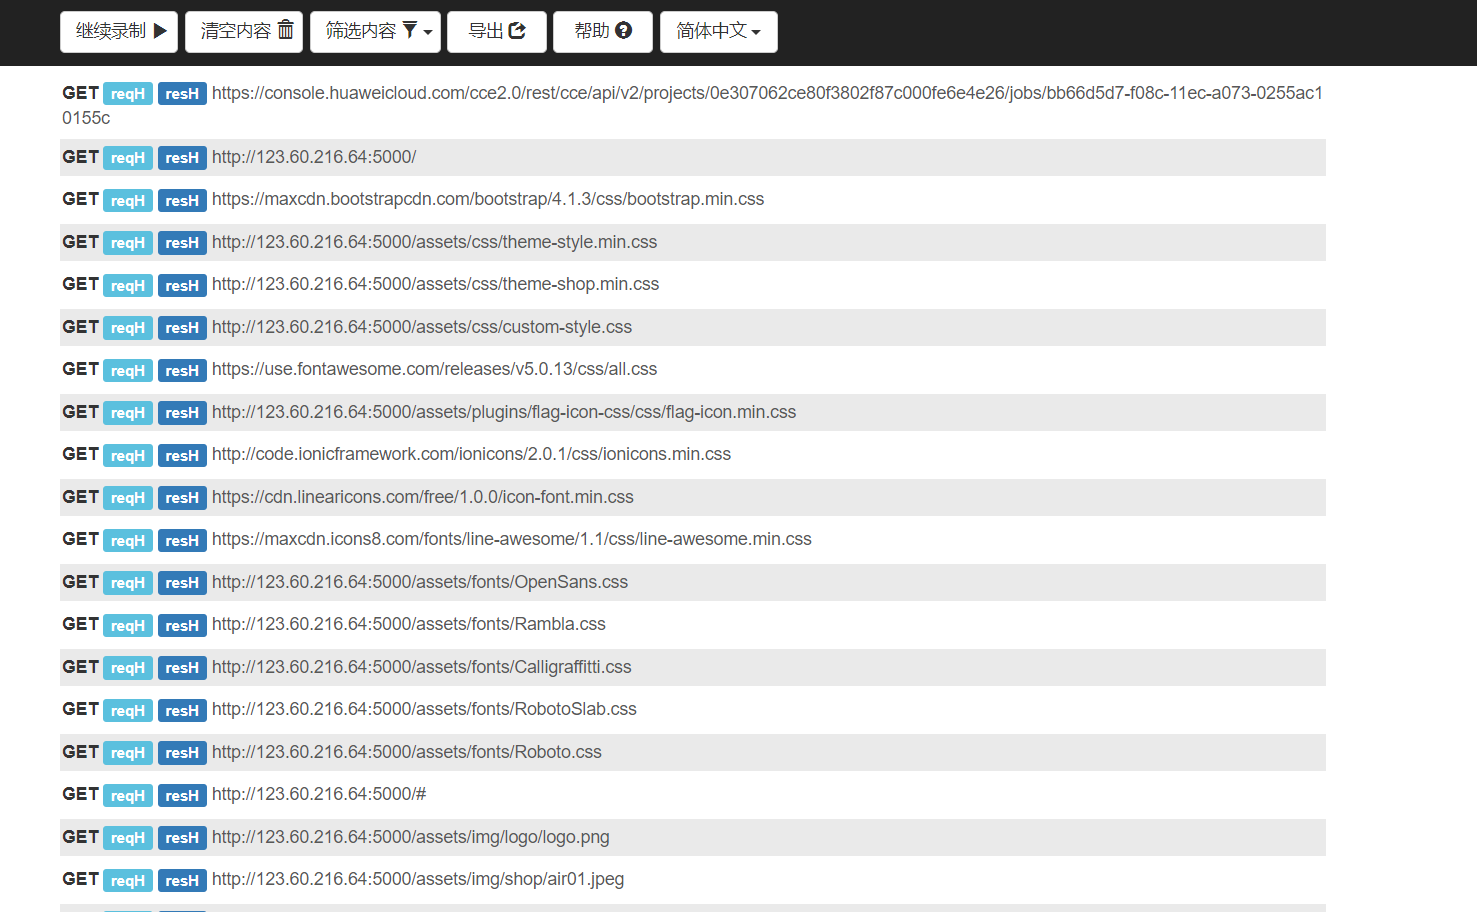 继续录制 清空内容 筛选内容 导出 帮助 简体中文
GET reqH resH https://console.huaweicloud.com/cce2.0/rest/cce/api/v2/projects/0e307062ce80f3802f87c000fe6e4e26/jobs/bb66d5d7-f08c-11ec-a073-0255ac1
0155c
GET reqH resH http://123.60.216.64:5000/
GET reqH resH https://maxcdn.bootstrapcdn.com/bootstrap/4.1.3/css/bootstrap.min.css
GET reqH resH http://123.60.216.64:5000/assets/css/theme-style.min.css
GET reqH resH http://123.60.216.64:5000/assets/css/theme-shop.min.css
GET reqH resH http://123.60.216.64:5000/assets/css/custom-style.css
GET reqH resH https://use.fontawesome.com/releases/v5.0.13/css/all.css
GET reqH resH http://123.60.216.64:5000/assets/plugins/flag-icon-css/css/flag-icon.min.css
GET reqH resH http://code.ionicframework.com/ionicons/2.0.1/css/ionicons.min.css
GET reqH resH https://cdn.linearicons.com/free/1.0.0/icon-font.min.css
GET reqH resH https://maxcdn.icons8.com/fonts/line-awesome/1.1/css/line-awesome.min.css
GET reqH resH http://123.60.216.64:5000/assets/fonts/OpenSans.css
GET reqH resH http://123.60.216.64:5000/assets/fonts/Rambla.css
GET reqH resH http://123.60.216.64:5000/assets/fonts/Calligraffitti.css
GET reqH resH http://123.60.216.64:5000/assets/fonts/RobotoSlab.css
GET reqH resH http://123.60.216.64:5000/assets/fonts/Roboto.css
GET reqH resH http://123.60.216.64:5000/#
GET reqH resH http://123.60.216.64:5000/assets/img/logo/logo.png
GET reqH resH http://123.60.216.64:5000/assets/img/shop/air01.jpeg